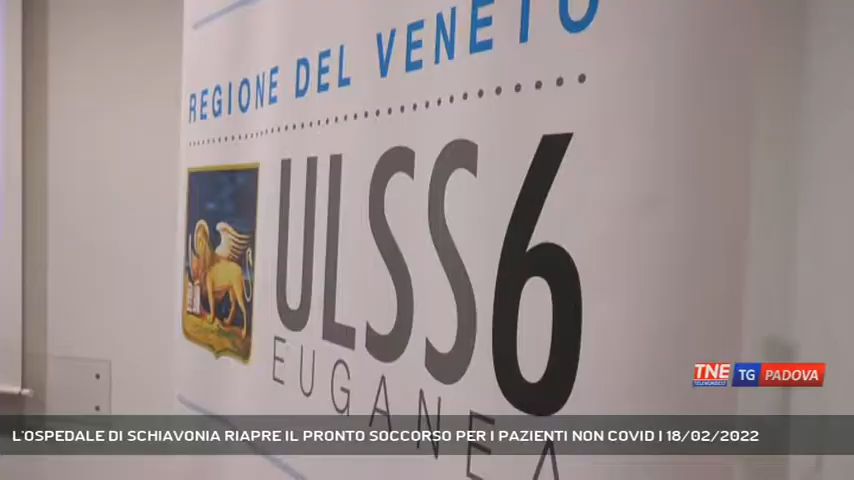 REGIONE DEL VENETO
ULSS6
EUGANEA
TNE
TELENORDEST
TG PADOVA
L'OSPEDALE DI SCHIAVONIA RIAPRE IL PRONTO SOCCORSO PER I PAZIENTI NON COVID | 18/02/2022